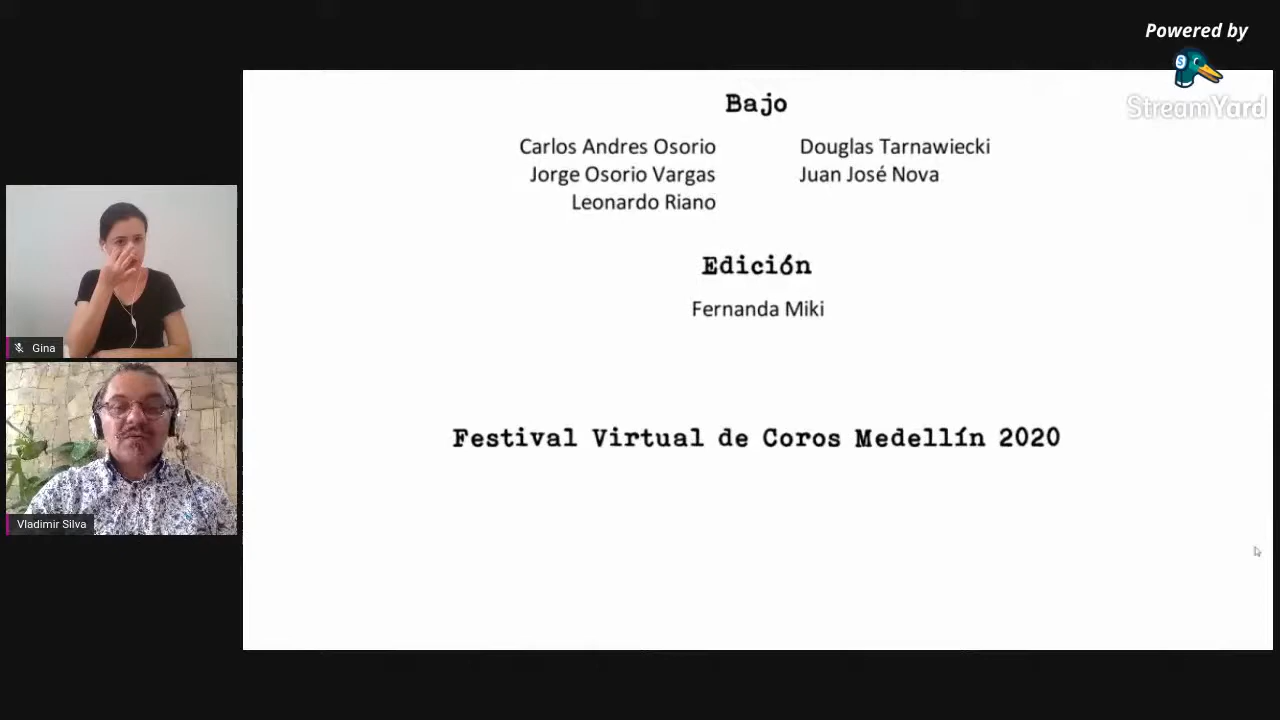 Powered by
StreamYard
Bajo
Carlos Andres Osorio
Douglas Tarnawiecki
Jorge Osorio Vargas
Juan José Nova
Leonardo Riano
Edición
Fernanda Miki
Festival Virtual de Coros Medellín 2020
Gina
Vladimir Silva